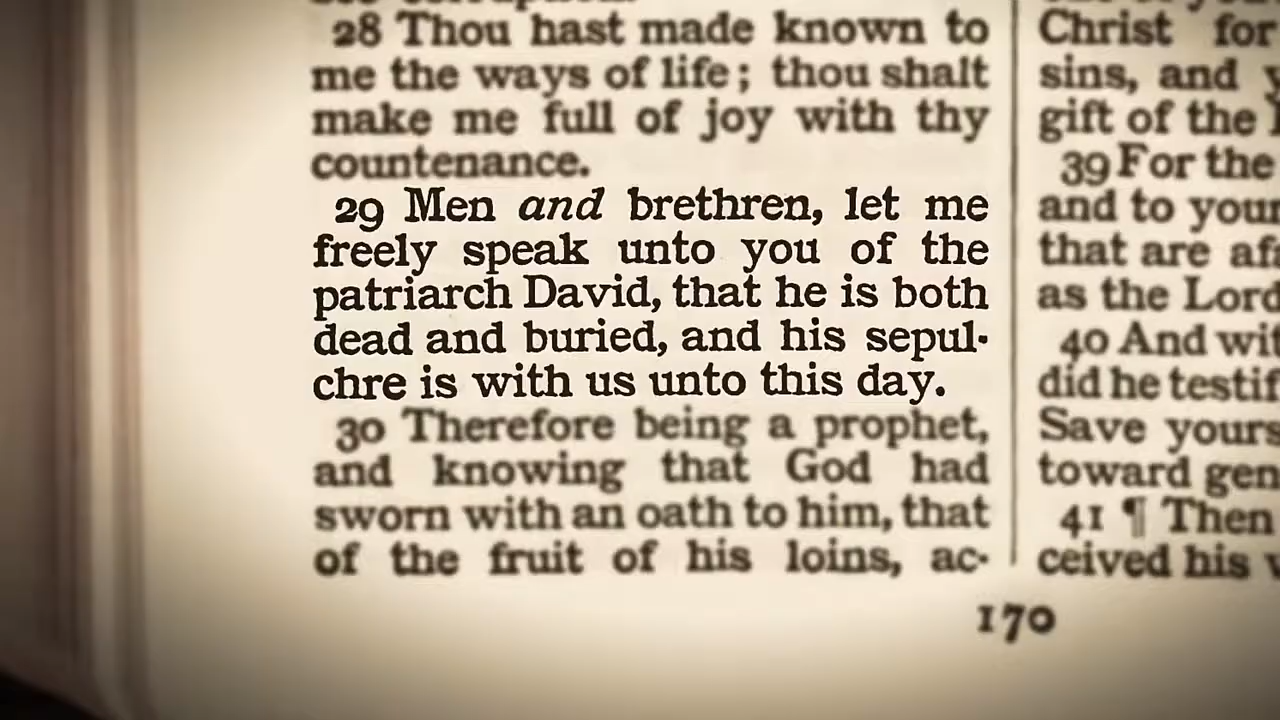 28 Thou hast made known to
me the ways of life; thou shalt
make me full of joy with thy
countenance.
29 Men and brethren, let me
freely speak unto you of the
patriarch David, that he is both
dead and buried, and his sepul-
chre is with us unto this day.
30 Therefore being a prophet,
and knowing that God had
sworn with an oath to him, that
of the fruit of his loins, ac-
Christ for
sins, and
gift of the
39 For the
and to your
that are
as the Lord
40 And
did he
Save
toward
41 ¶ Then
ceived his
170